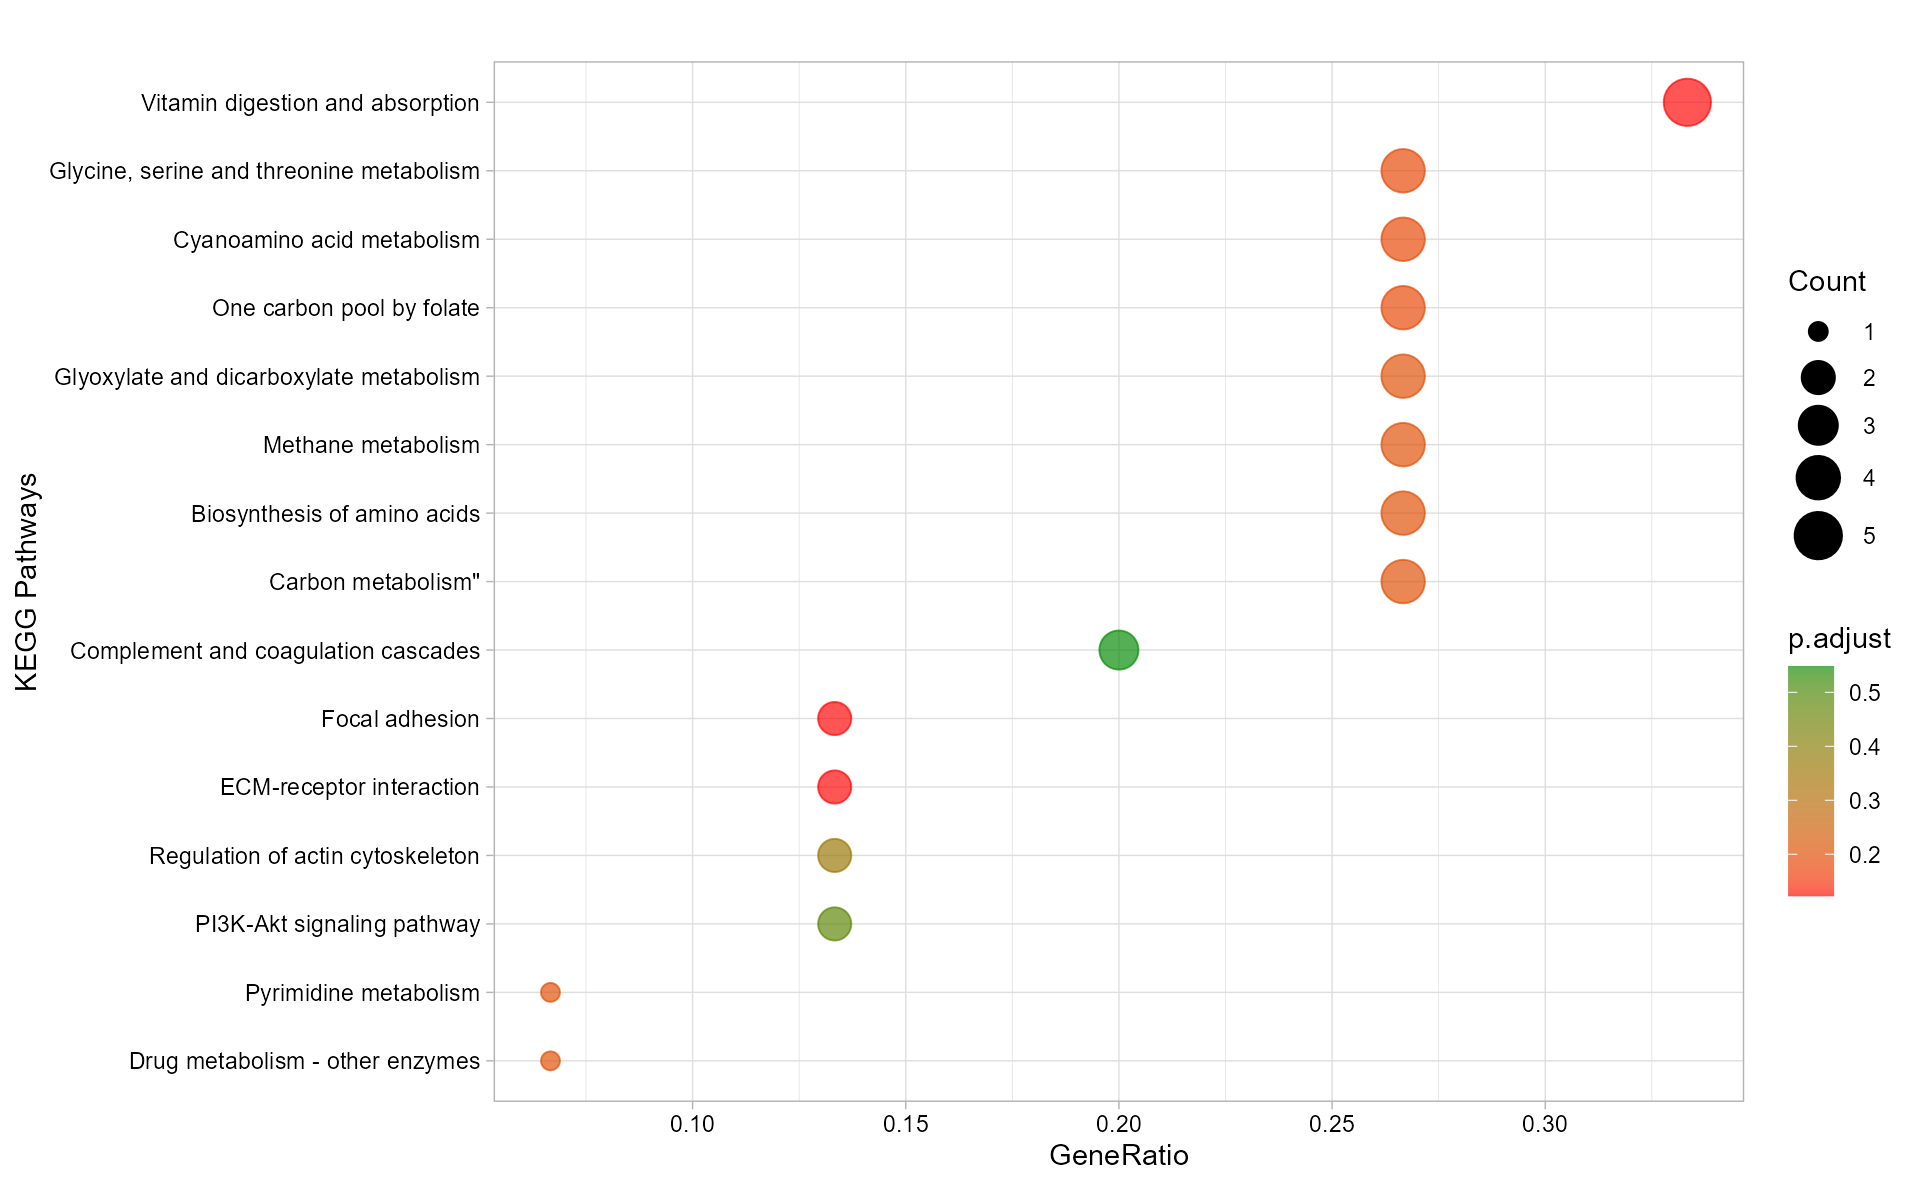 Vitamin digestion and absorption
Glycine, serine and threonine metabolism
Cyanoamino acid metabolism
One carbon pool by folate
Glyoxylate and dicarboxylate metabolism
Methane metabolism
Biosynthesis of amino acids
Carbon metabolism"
Complement and coagulation cascades
Focal adhesion
ECM-receptor interaction
Regulation of actin cytoskeleton
PI3K-Akt signaling pathway
Pyrimidine metabolism
Drug metabolism - other enzymes
KEGG Pathways
0.10 0.15 0.20 0.25 0.30
GeneRatio
Count
1
2
3
4
5
p.adjust
0.5
0.4
0.3
0.2